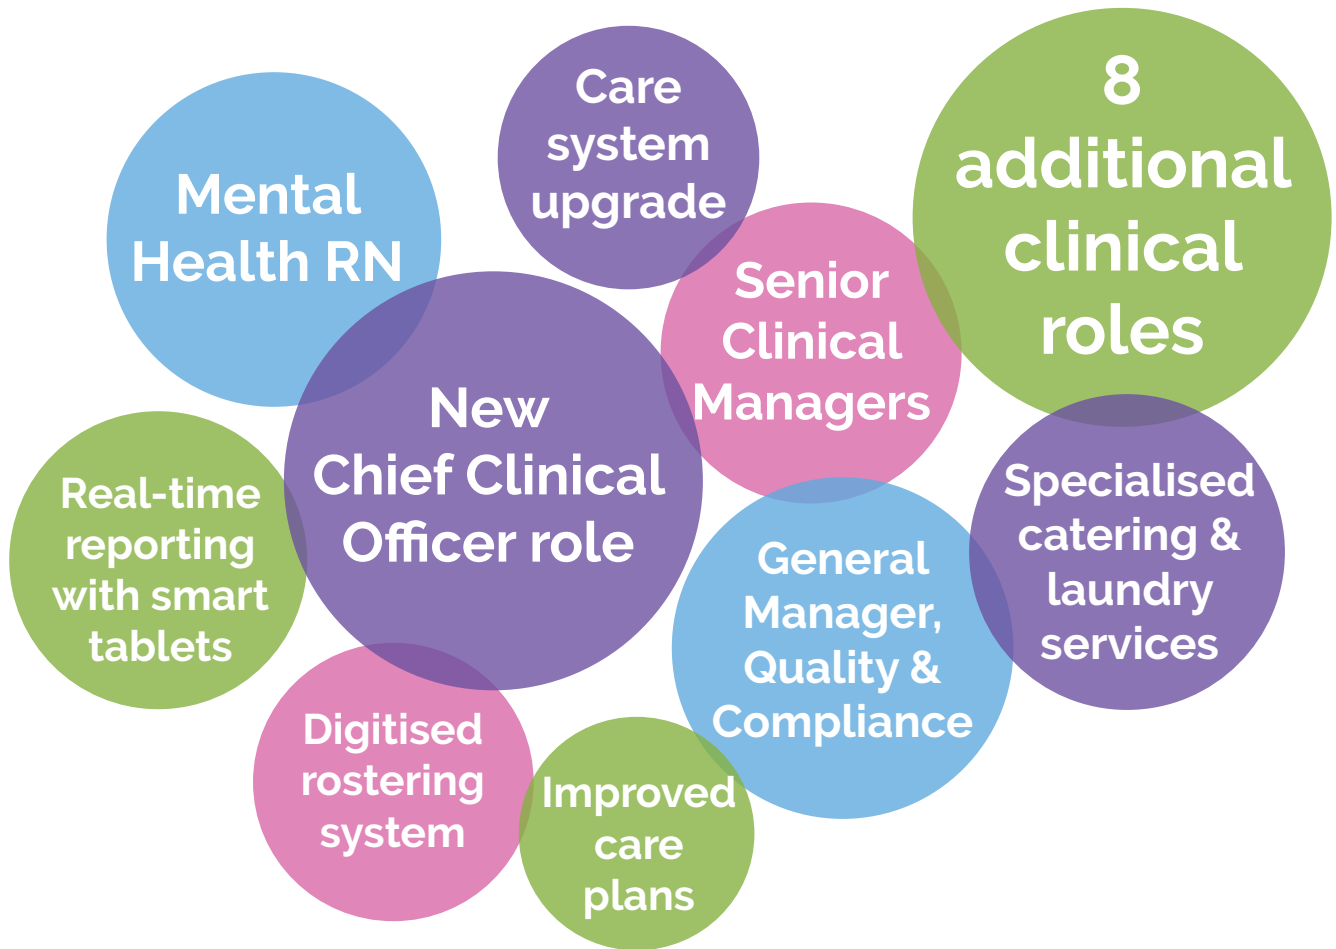 Care
system
upgrade
8
additional
clinical
roles
Mental
Health RN
Senior
Clinical
Managers
New
Chief Clinical
Officer role
Real-time
reporting
with smart
tablets
Specialised
catering &
laundry
services
General
Manager,
Quality &
Compliance
Digitised
rostering
system
Improved
care
plans